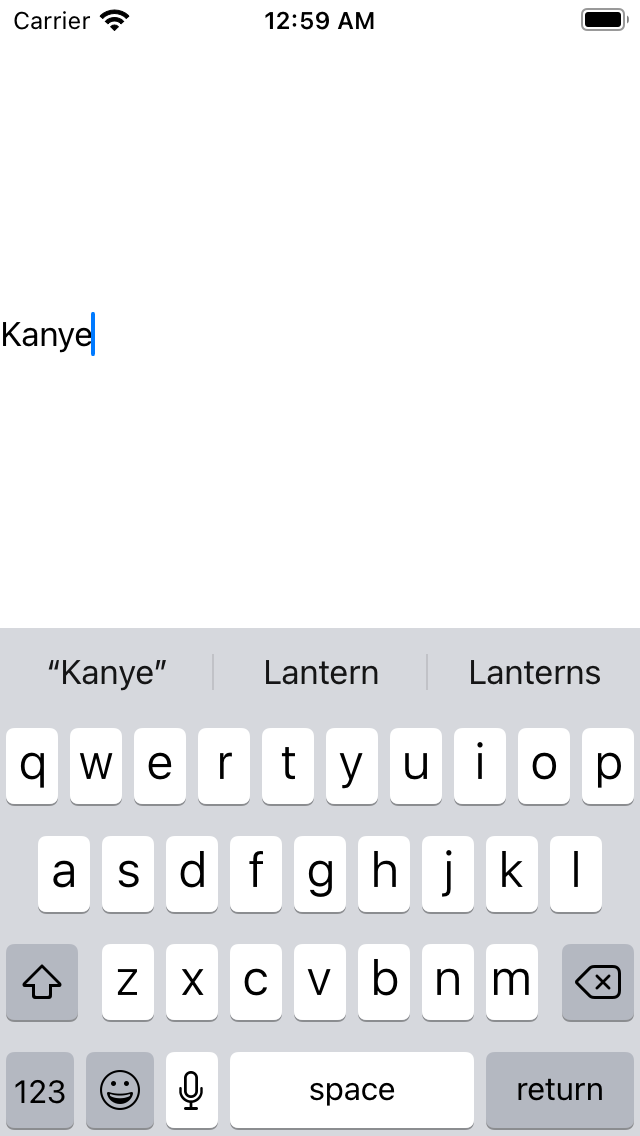 Carrier 12:59 AM
Kanye
“Kanye” Lantern Lanterns
q w e r t y u i o p
a s d f g h j k l
z x c v b n m
123 space return